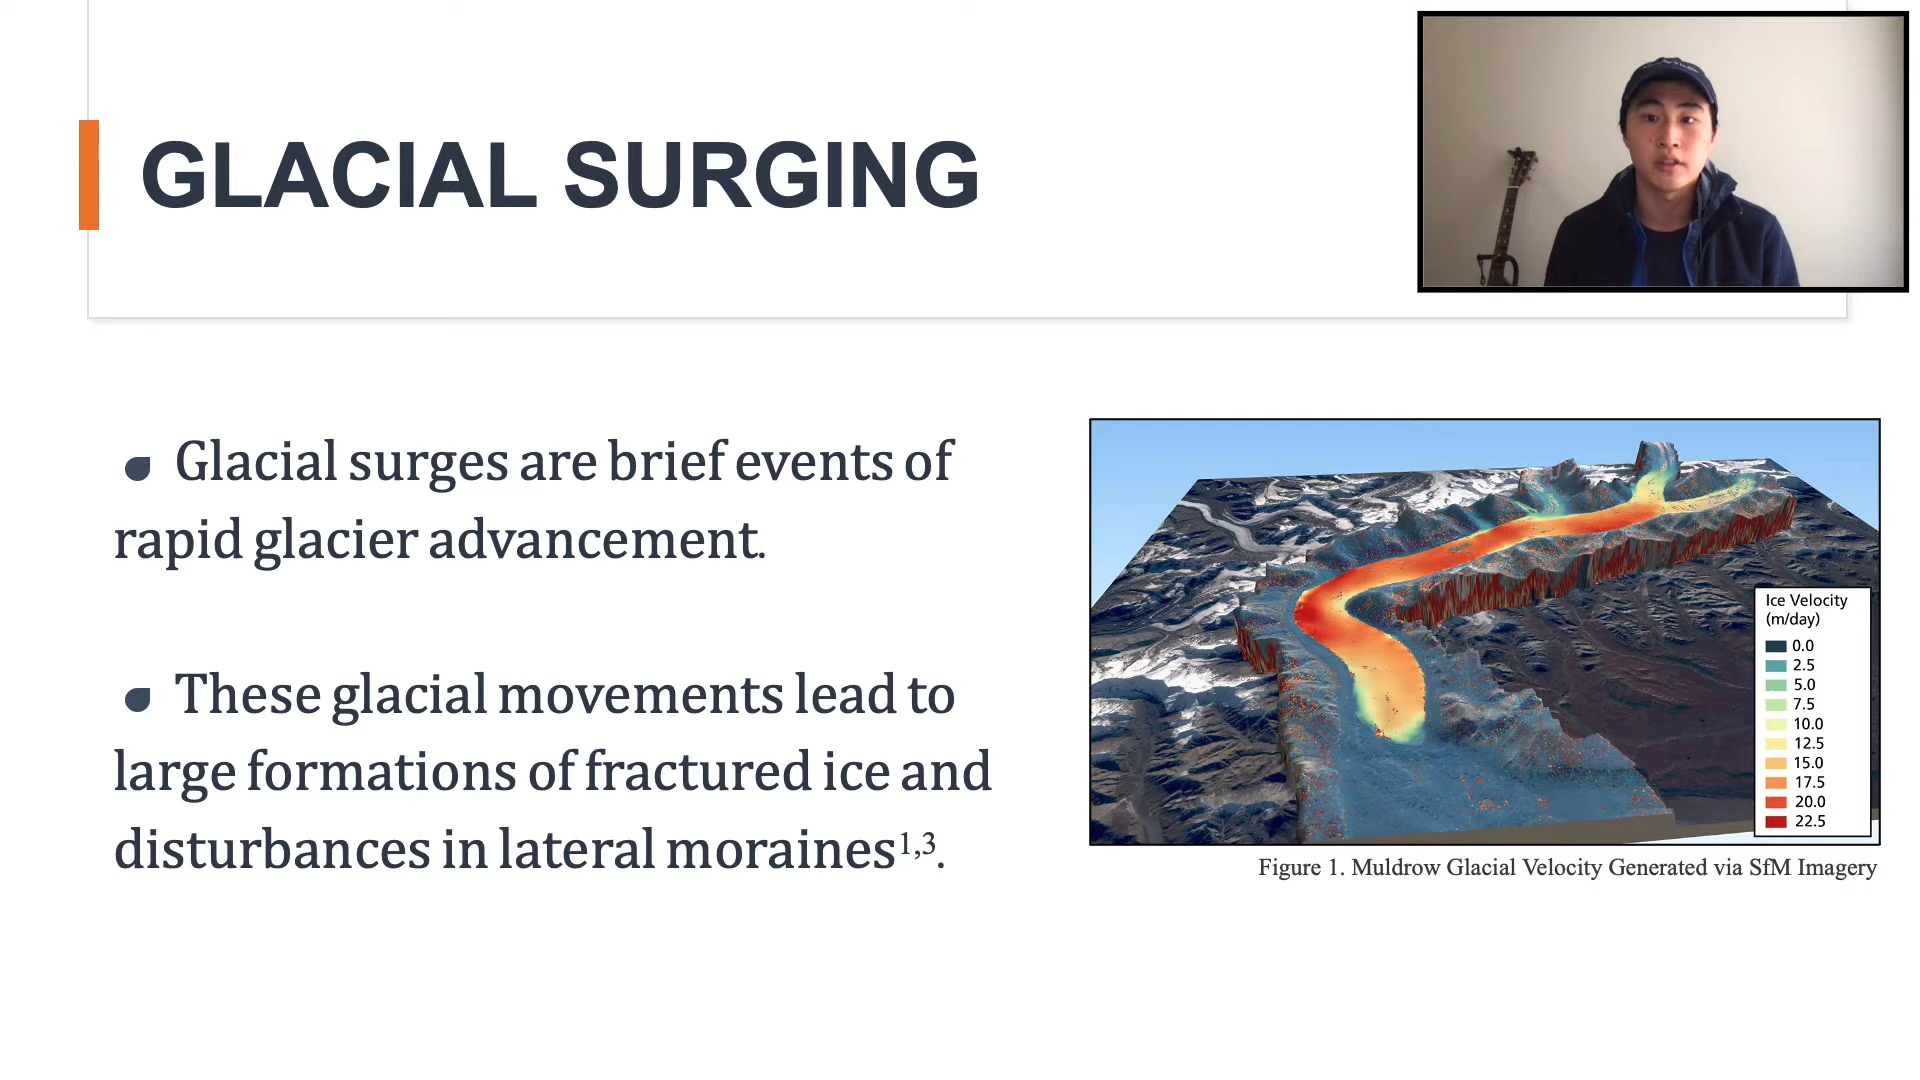 GLACIAL SURGING
Glacial surges are brief events of
rapid glacier advancement.
These glacial movements lead to
large formations of fractured ice and
disturbances in lateral moraines1,3.
Ice Velocity
(m/day)
0.0
2.5
5.0
7.5
10.0
12.5
15.0
17.5
20.0
22.5
Figure 1. Muldrow Glacial Velocity Generated via SfM Imagery